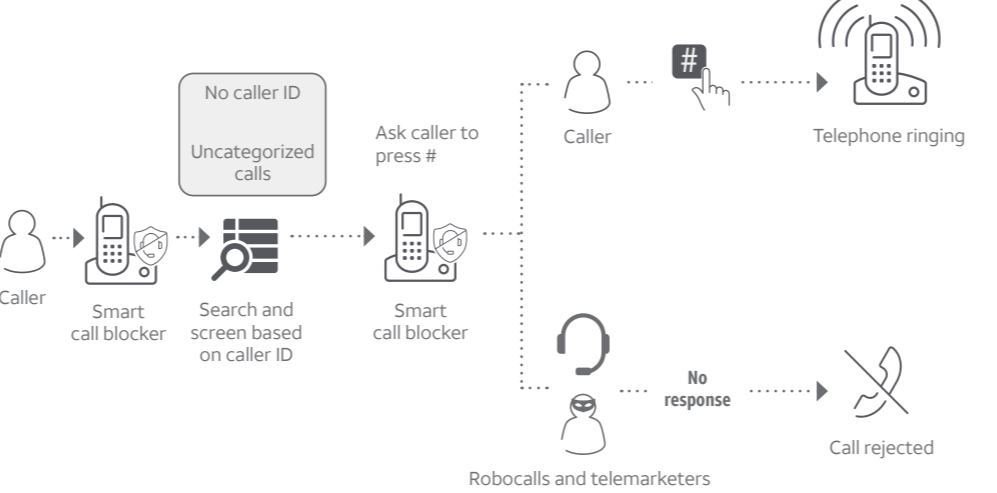 No caller ID
Uncategorized
calls
Ask caller to
press #
Caller
Smart
call blocker
Search and
screen based
on caller ID
Smart
call blocker
Caller
#
Telephone ringing
Robocalls and telemarketers
No
response
Call rejected